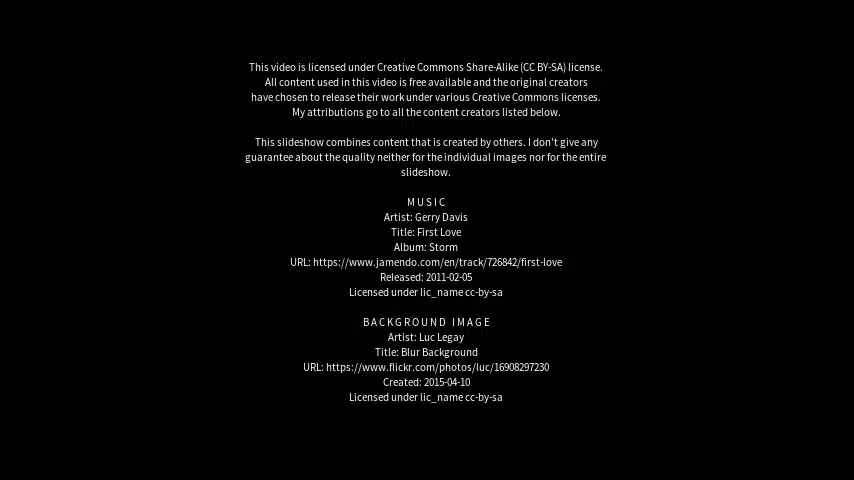 This video is licensed under Creative Commons Share-Alike (CC BY-SA) license.
All content used in this video is free available and the original creators
have chosen to release their work under various Creative Commons licenses.
My attributions go to all the content creators listed below.
This slideshow combines content that is created by others. I don't give any
guarantee about the quality neither for the individual images nor for the entire
slideshow.
MUSIC
Artist: Gerry Davis
Title: First Love
Album: Storm
URL: https://www.jamendo.com/en/track/726842/first-love
Released: 2011-02-05
Licensed under lic_name cc-by-sa
BACKGROUND IMAGE
Artist: Luc Legay
Title: Blur Background
URL: https://www.flickr.com/photos/luc/16908297230
Created: 2015-04-10
Licensed under lic_name cc-by-sa